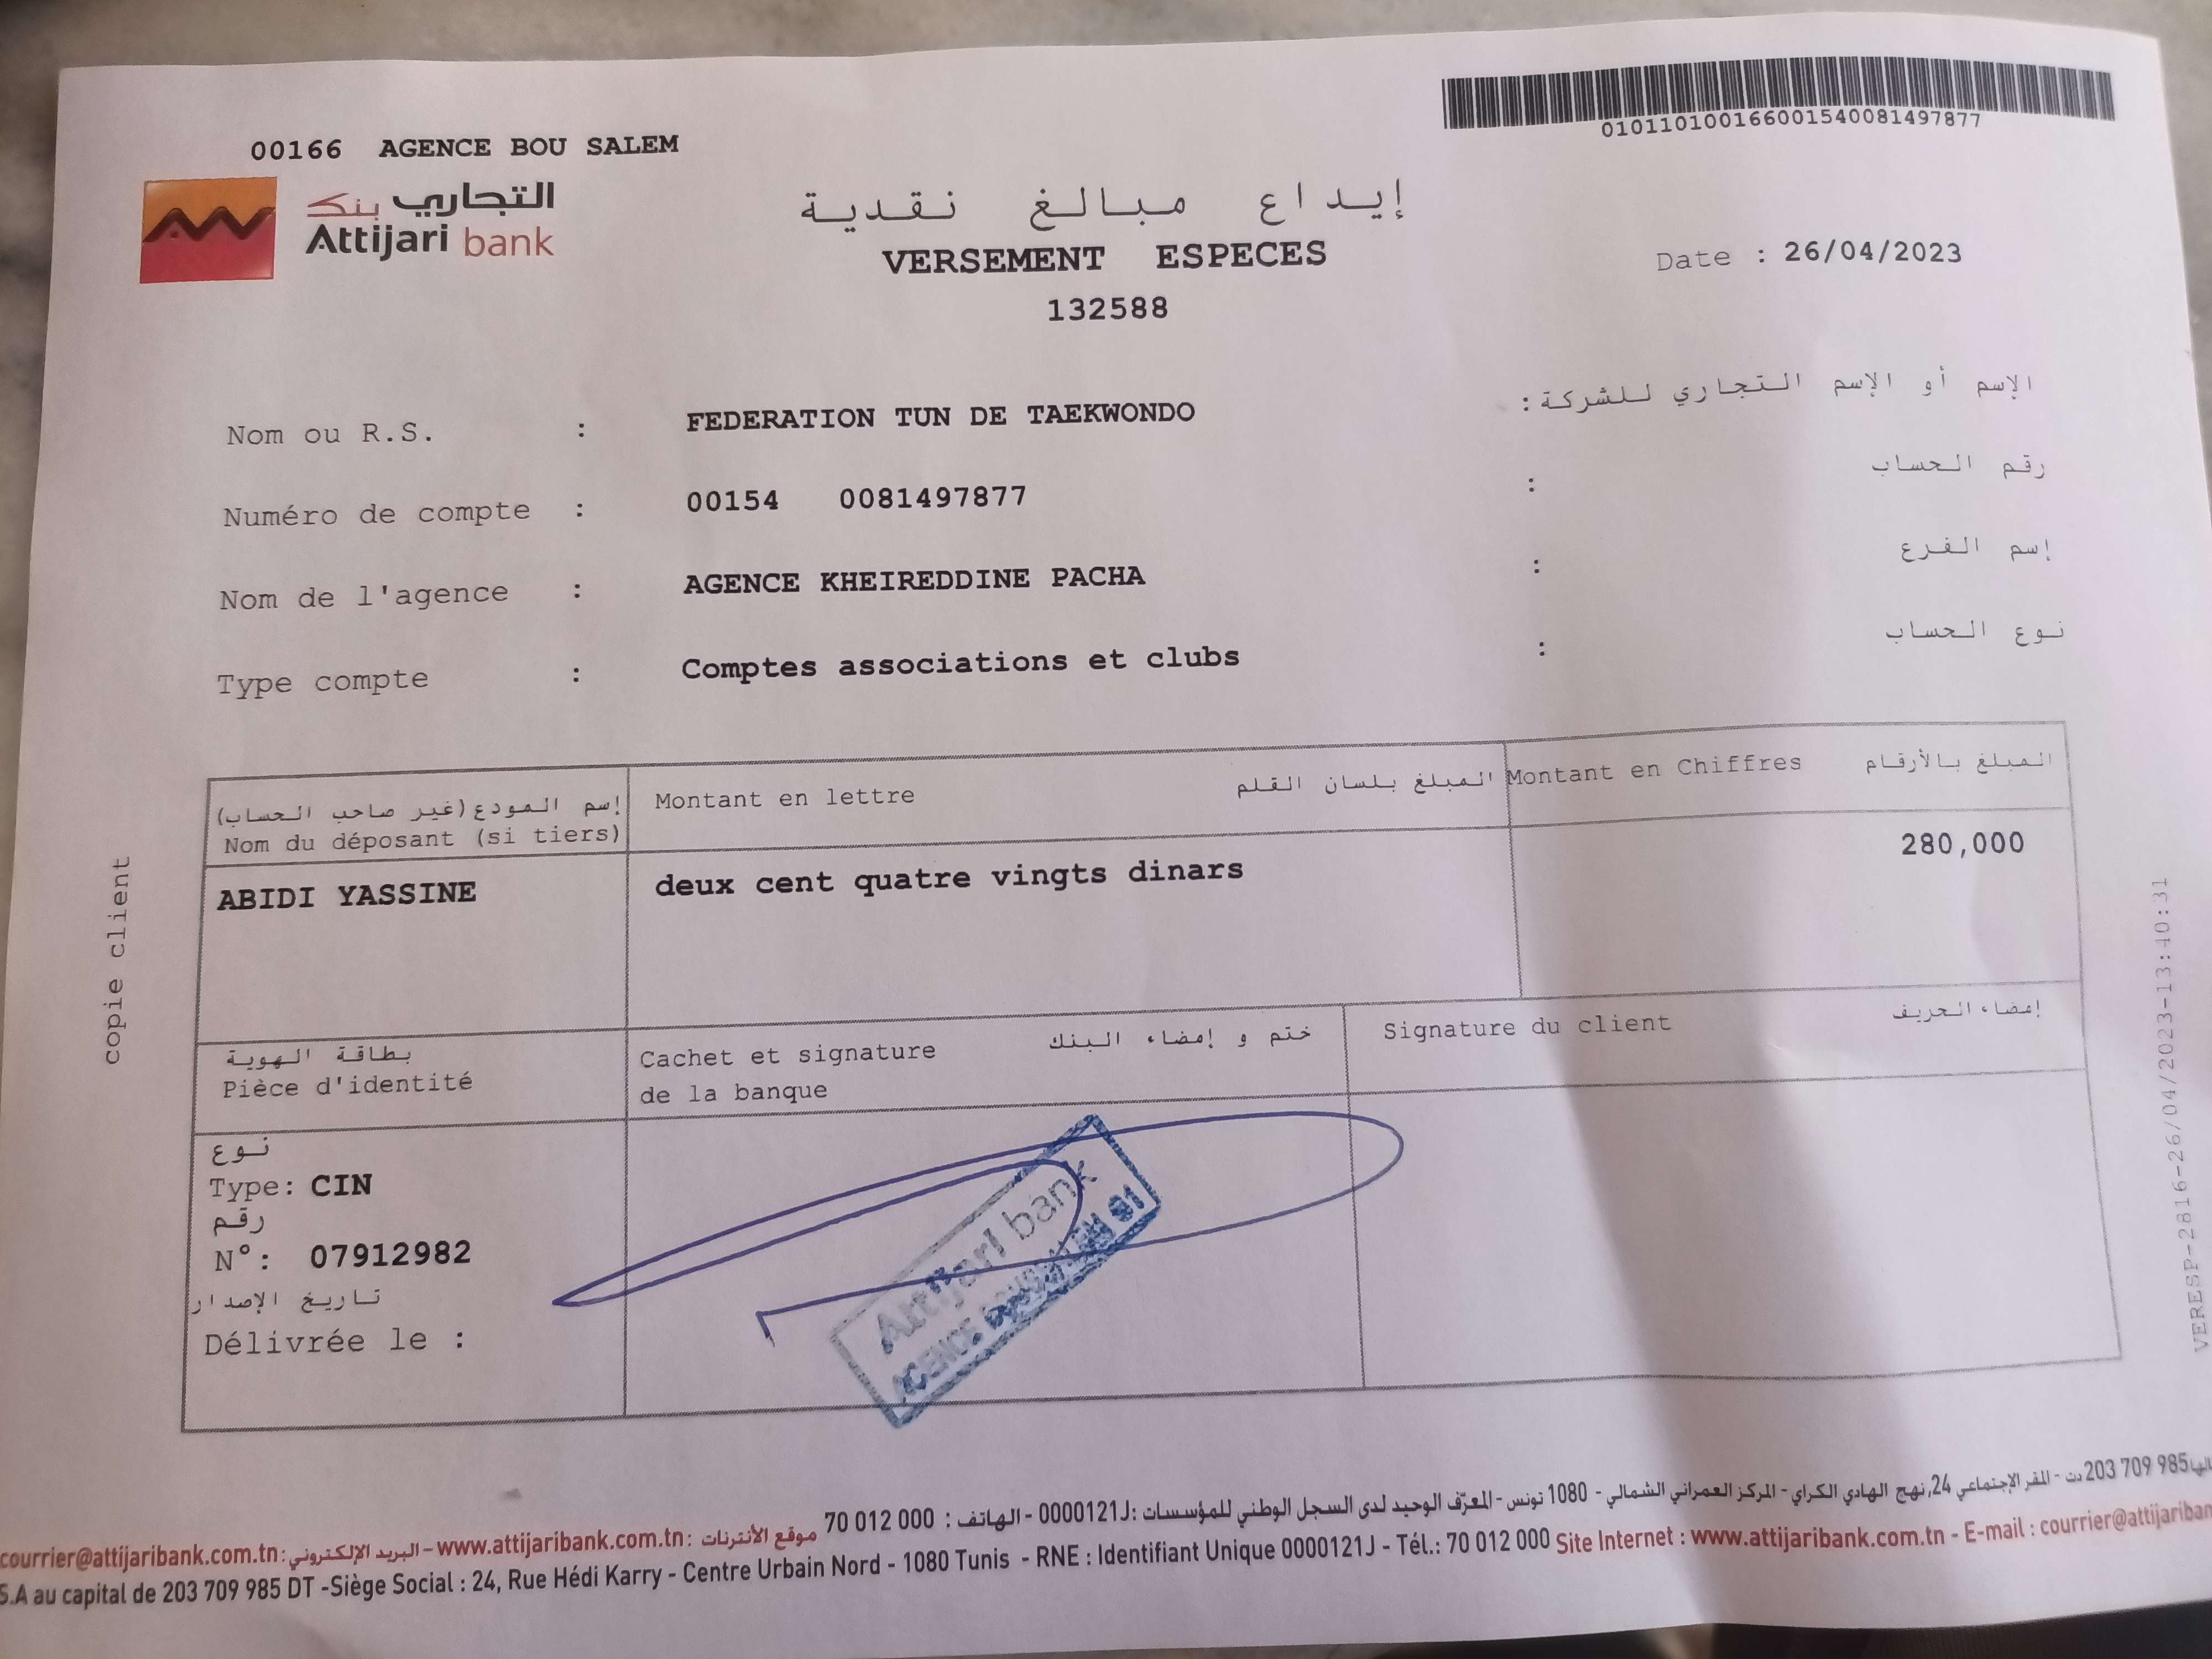 0101101001660015​40081497877
00166 AGENCE BOU SALEM
التجاري بنك
Attijari bank
إيداع مبالغ نقدية
VERSEMENT ESPECES
132588
Date : 26/04/2023
Nom ou R.S. : FEDERATION TUN DE TAEKWONDO : الإسم أو الإسم التجاري للشركة
Numéro de compte : 00154 0081497877 : رقم الحساب
Nom de l'agence : AGENCE KHEIREDDINE PACHA : إسم الفرع
Type compte : Comptes associations et clubs : نوع الحساب
إسم المودع (غير صاحب الحساب)
Nom du déposant (si tiers)
Montant en lettre المبلغ بلسان القلم
Montant en Chiffres المبلغ بالأرقام
ABIDI YASSINE
deux cent quatre vingts dinars
280,000
بطاقة الهوية
Pièce d'identité
Cachet et signature ختم و إمضاء البنك
de la banque
Signature du client إمضاء الحريف
نوع
Type: CIN
رقم
N°: 07912982
تاريخ الإصدار
Délivrée le :
Attijari bank
AGENCE
copie client
VERESP-2816-26/04/2023-13:40:31
203 709 985 دت - المقر الإجتماعي 24, نهج الهادي الكراي - المركز العمراني الشمالي - 1080 تونس - المعرّف الوحيد لدى السجل الوطني للمؤسسات :0000121J - الهاتف : 70 012 000 موقع الأنترنات : www.attijaribank.com.tn - البريد الإلكتروني : courrier@attijaribank.com.tn
S.A au capital de 203 709 985 DT -Siège Social : 24, Rue Hédi Karry - Centre Urbain Nord - 1080 Tunis - RNE : Identifiant Unique 0000121J - Tél.: 70 012 000 Site Internet : www.attijaribank.com.tn - E-mail : courrier@attijariban